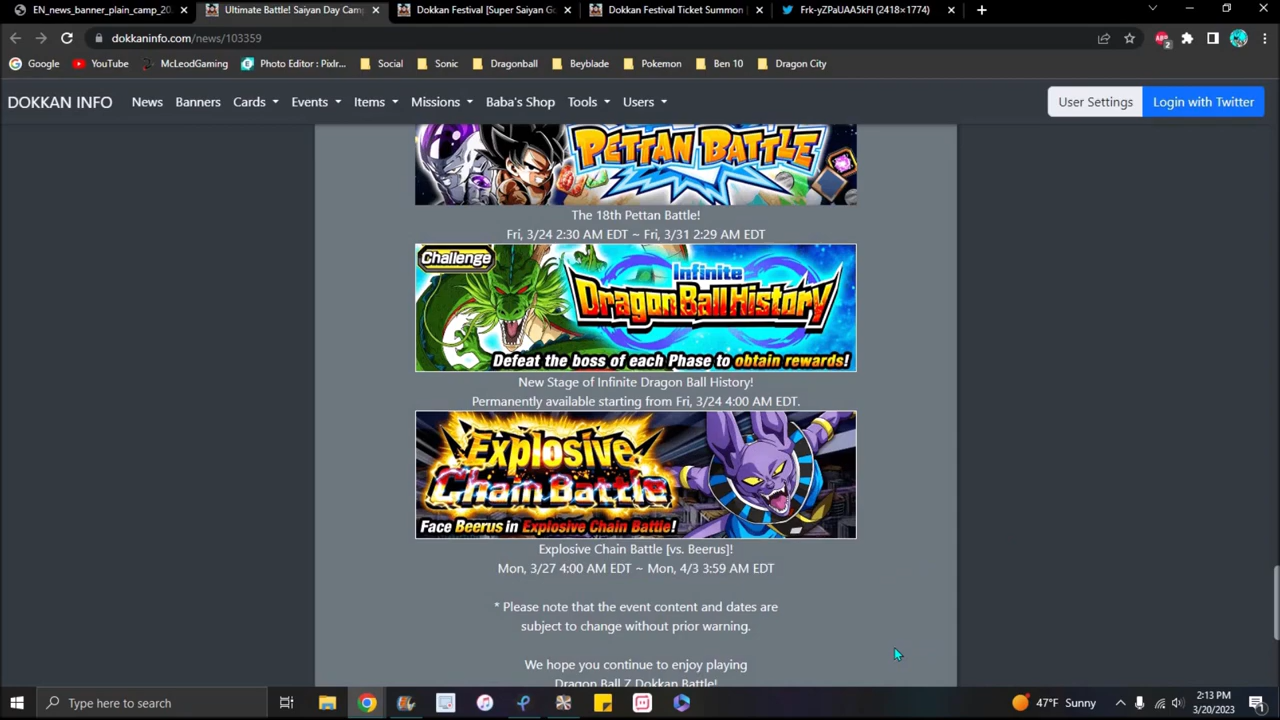 EN_news_banner_plain_camp_20
Ultimate Battle! Saiyan Day Cam
Dokkan Festival [Super Saiyan Go
Dokkan Festival Ticket Summon |
Frk-yZPaUAA5kFI (2418×1774)
dokkaninfo.com/news/103359
Google
YouTube
McLeodGaming
Photo Editor : Pixlr...
Social
Sonic
Dragonball
Beyblade
Pokemon
Ben 10
Dragon City
DOKKAN INFO
News
Banners
Cards
Events
Items
Missions
Baba's Shop
Tools
Users
User Settings
Login with Twitter
PETTAN BATTLE
The 18th Pettan Battle!
Fri, 3/24 2:30 AM EDT ~ Fri, 3/31 2:29 AM EDT
Challenge
Infinite
Dragon Ball History
Defeat the boss of each Phase to obtain rewards!
New Stage of Infinite Dragon Ball History!
Permanently available starting from Fri, 3/24 4:00 AM EDT.
Explosive
Chain Battle
Face Beerus in Explosive Chain Battle!
Explosive Chain Battle [vs. Beerus]!
Mon, 3/27 4:00 AM EDT ~ Mon, 4/3 3:59 AM EDT
* Please note that the event content and dates are
subject to change without prior warning.
We hope you continue to enjoy playing
Dragon Ball Z Dokkan Battle!
Type here to search
47°F Sunny
2:13 PM
3/20/2023